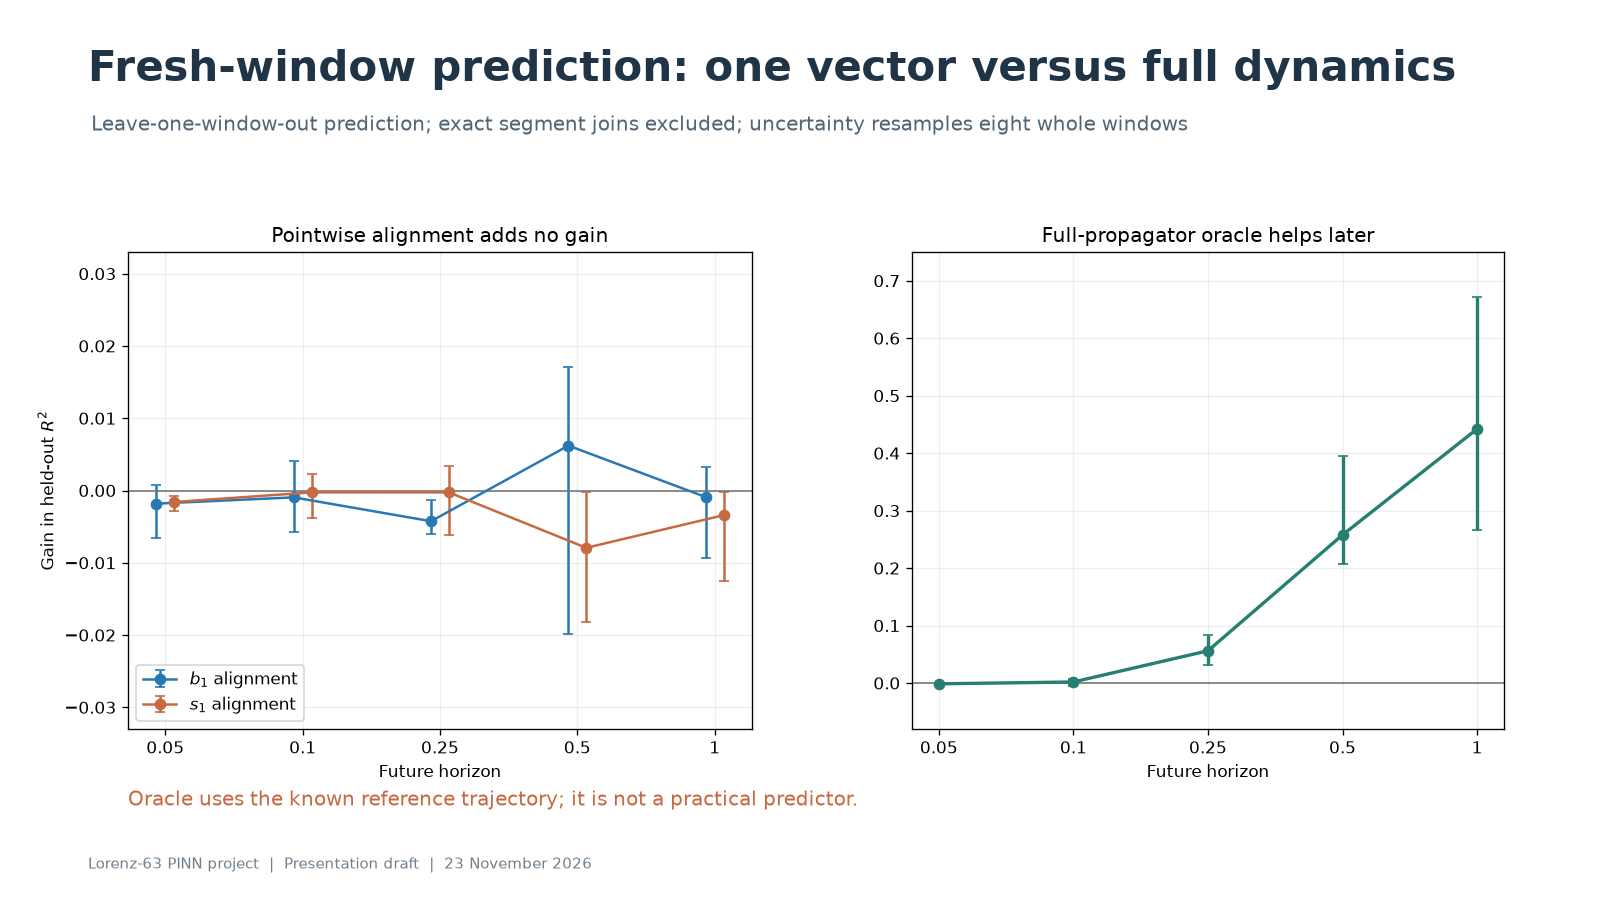 Fresh-window prediction: one vector versus full dynamics
Leave-one-window-out prediction; exact segment joins excluded; uncertainty resamples eight whole windows
Pointwise alignment adds no gain
Gain in held-out R²
0.03
0.02
0.01
0.00
−0.01
−0.02
−0.03
b₁ alignment
s₁ alignment
0.05 0.1 0.25 0.5 1
Future horizon
Full-propagator oracle helps later
0.7
0.6
0.5
0.4
0.3
0.2
0.1
0.0
0.05 0.1 0.25 0.5 1
Future horizon
Oracle uses the known reference trajectory; it is not a practical predictor.
Lorenz-63 PINN project | Presentation draft | 23 November 2026